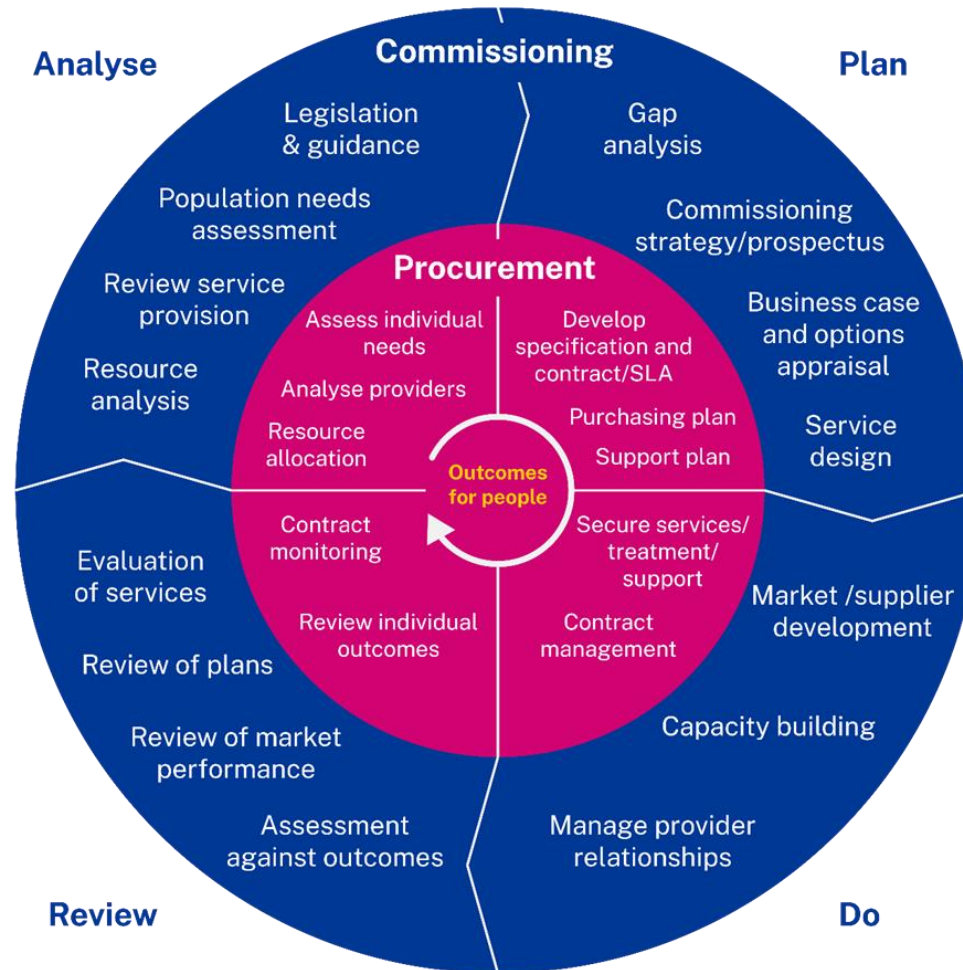 Analyse
Commissioning
Plan
Legislation
& guidance
Population needs
assessment
Review service
provision
Resource
analysis
Gap
analysis
Commissioning
strategy/prospectus
Business case
and options
appraisal
Service
design
Procurement
Assess individual
needs
Analyse providers
Resource
allocation
Develop
specification and
contract/SLA
Purchasing plan
Support plan
Outcomes
for people
Contract
monitoring
Review individual
outcomes
Secure services/
treatment/
support
Contract
management
Evaluation
of services
Review of plans
Review of market
performance
Assessment
against outcomes
Market /supplier
development
Capacity building
Manage provider
relationships
Review
Do